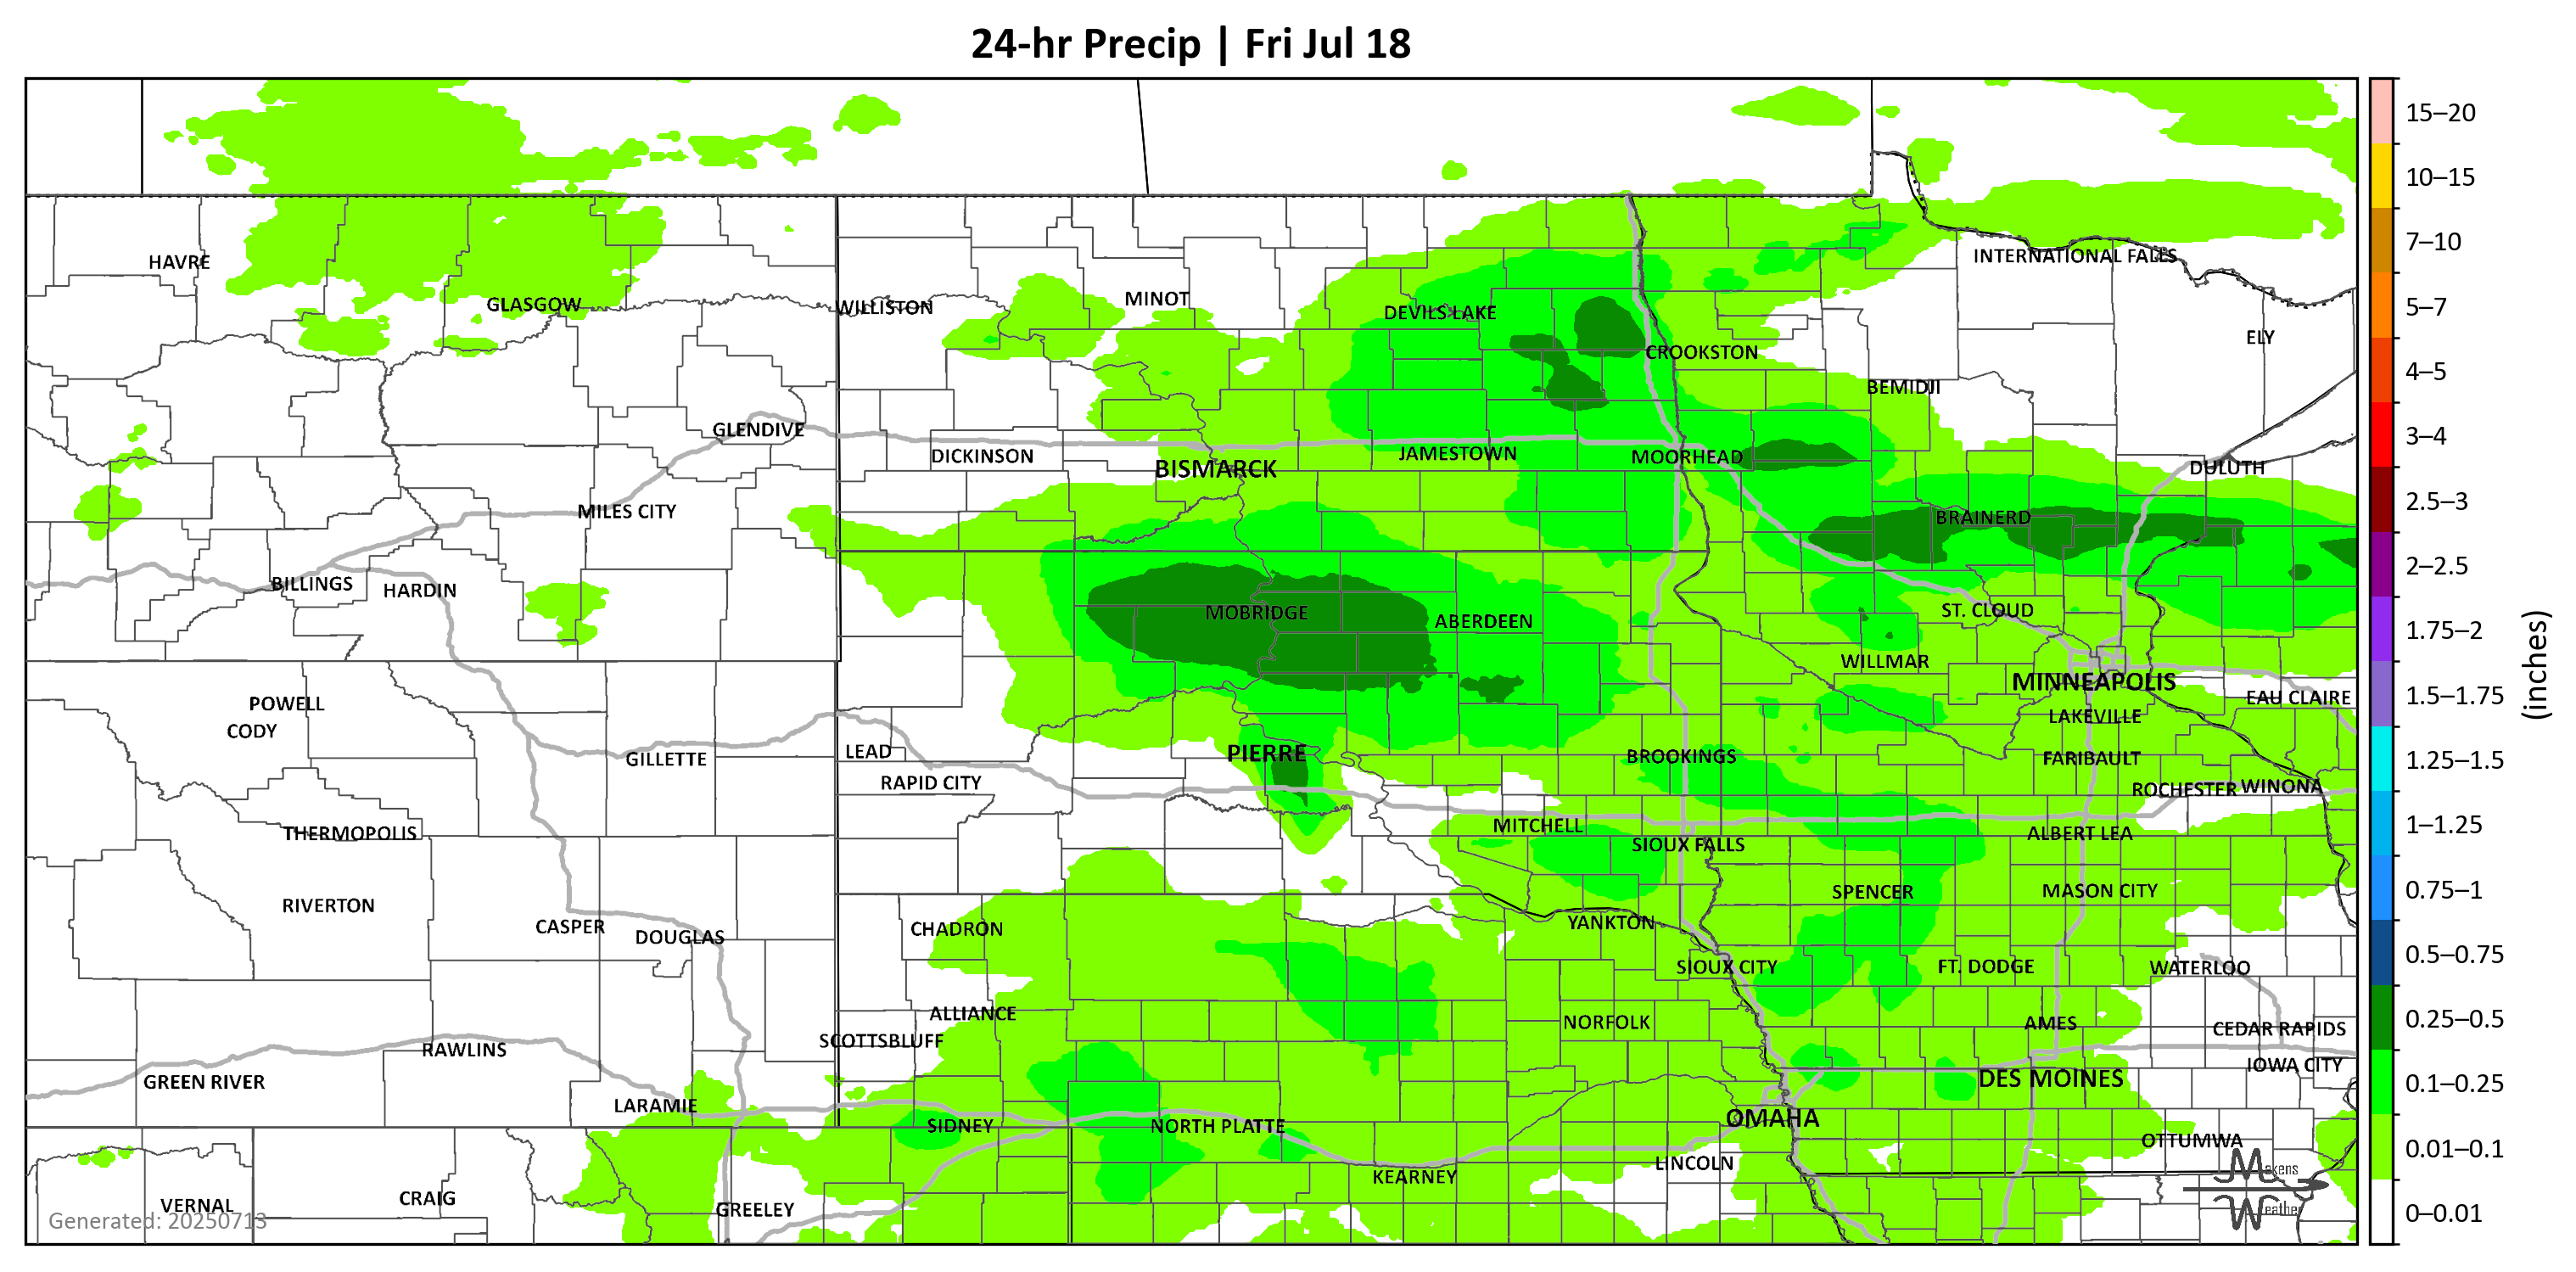 24-hr Precip | Fri Jul 18
15–20
10–15
7–10
5–7
4–5
3–4
2.5–3
2–2.5
1.75–2
1.5–1.75
1.25–1.5
1–1.25
0.75–1
0.5–0.75
0.25–0.5
0.1–0.25
0.01–0.1
0–0.01
(inches)
HAVRE
INTERNATIONAL FALLS
GLASGOW
WILLISTON
MINOT
DEVILS LAKE
ELY
CROOKSTON
BEMIDJI
GLENDIVE
DICKINSON
BISMARCK
JAMESTOWN
MOORHEAD
DULUTH
MILES CITY
BRAINERD
BILLINGS
HARDIN
MOBRIDGE
ABERDEEN
ST. CLOUD
WILLMAR
MINNEAPOLIS
EAU CLAIRE
POWELL
CODY
LAKEVILLE
GILLETTE
LEAD
PIERRE
BROOKINGS
FARIBAULT
RAPID CITY
ROCHESTER
WINONA
THERMOPOLIS
MITCHELL
SIOUX FALLS
ALBERT LEA
RIVERTON
SPENCER
MASON CITY
CASPER
DOUGLAS
CHADRON
YANKTON
SIOUX CITY
FT. DODGE
WATERLOO
ALLIANCE
SCOTTSBLUFF
NORFOLK
AMES
CEDAR RAPIDS
RAWLINS
IOWA CITY
GREEN RIVER
DES MOINES
LARAMIE
SIDNEY
NORTH PLATTE
OMAHA
OTTUMWA
LINCOLN
KEARNEY
VERNAL
CRAIG
GREELEY
Generated: 20250713
Makens
Weather